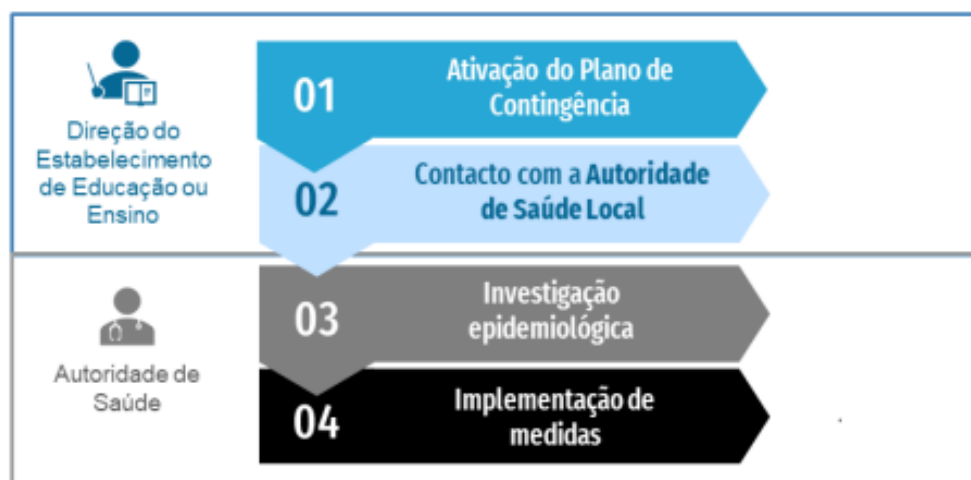 Direção do
Estabelecimento
de Educação ou
Ensino
01
Ativação do Plano de
Contingência
02
Contacto com a Autoridade
de Saúde Local
Autoridade de
Saúde
03
Investigação
epidemiológica
04
Implementação de
medidas